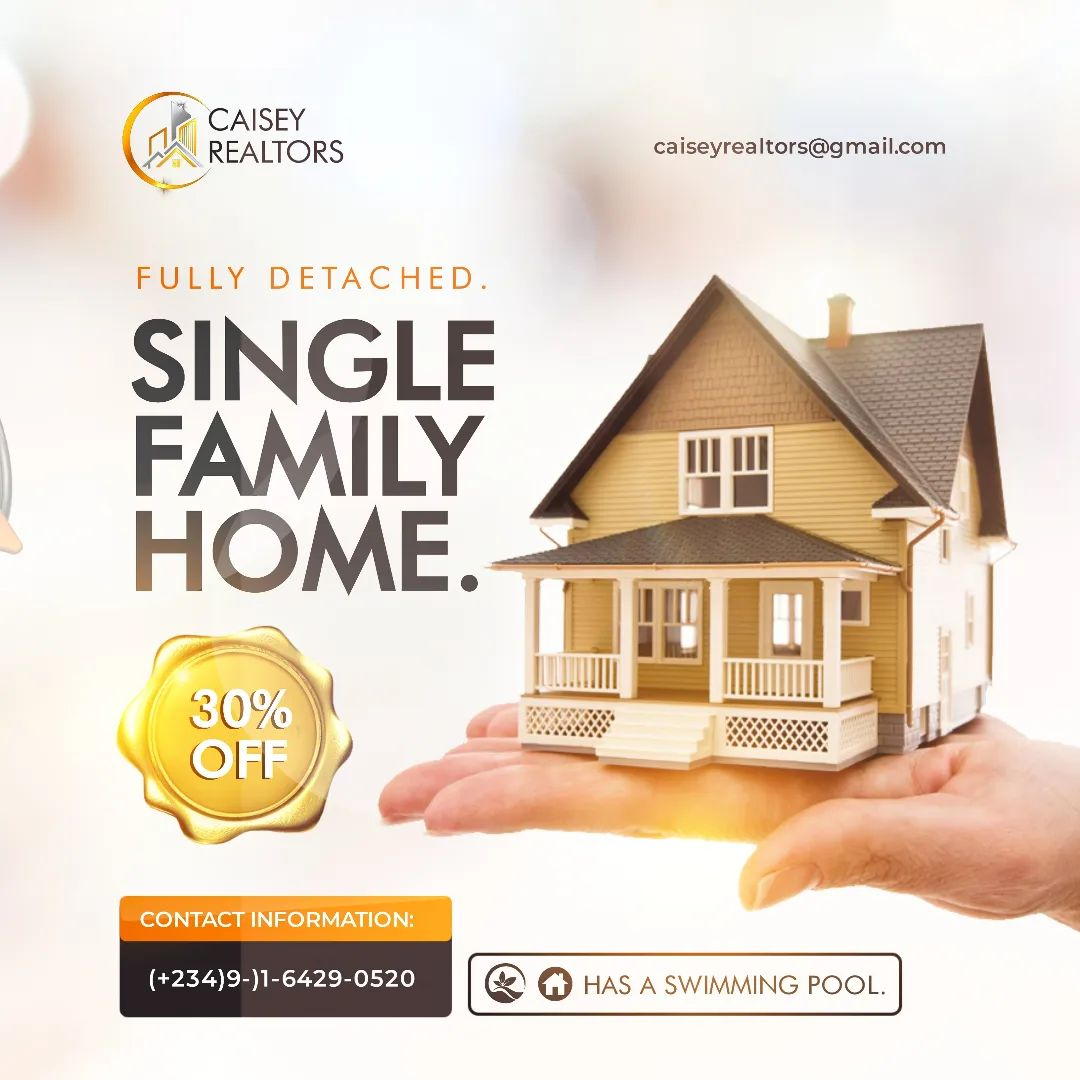 CAISEY
REALTORS
caiseyrealtors@gmail.com
FULLY DETACHED.
SINGLE
FAMILY
HOME.
30%
OFF
CONTACT INFORMATION:
(+234)9-)1-6429-0520
HAS A SWIMMING POOL.